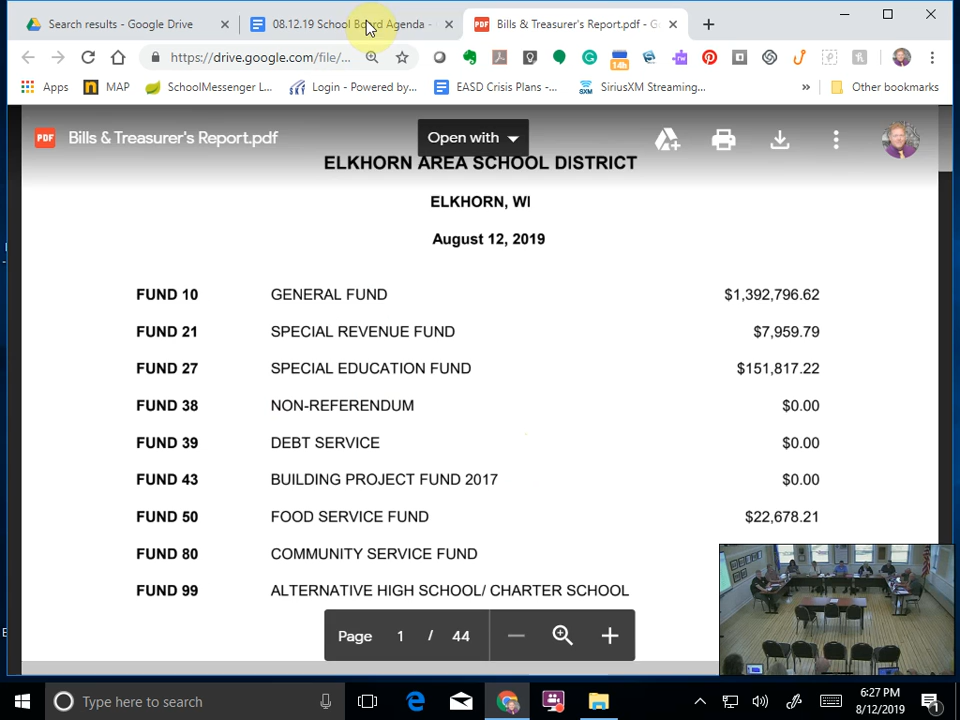 Search results - Google Drive
08.12.19 School Board Agenda -
Bills & Treasurer's Report.pdf - G
https://drive.google.com/file/...
14h
Apps
MAP
SchoolMessenger L...
Login - Powered by...
EASD Crisis Plans -...
SXM
SiriusXM Streaming...
»
Other bookmarks
PDF
Bills & Treasurer's Report.pdf
Open with
ELKHORN AREA SCHOOL DISTRICT
ELKHORN, WI
August 12, 2019
FUND 10 GENERAL FUND $1,392,796.62
FUND 21 SPECIAL REVENUE FUND $7,959.79
FUND 27 SPECIAL EDUCATION FUND $151,817.22
FUND 38 NON-REFERENDUM $0.00
FUND 39 DEBT SERVICE $0.00
FUND 43 BUILDING PROJECT FUND 2017 $0.00
FUND 50 FOOD SERVICE FUND $22,678.21
FUND 80 COMMUNITY SERVICE FUND
FUND 99 ALTERNATIVE HIGH SCHOOL/ CHARTER SCHOOL
Page 1 / 44
Type here to search
6:27 PM
8/12/2019
1